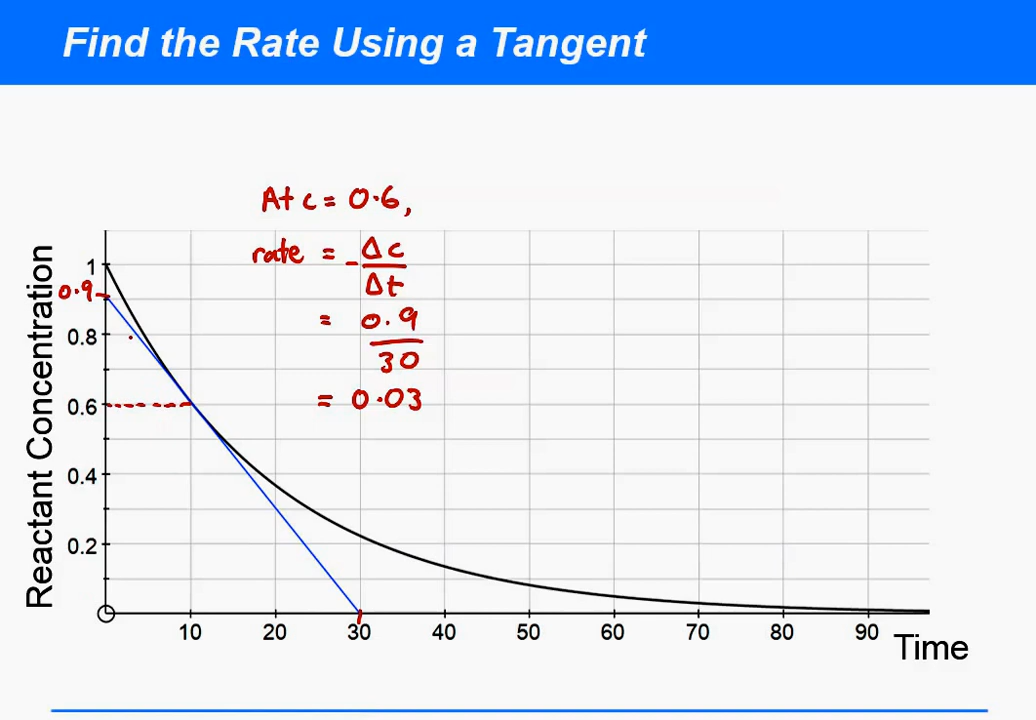 Find the Rate Using a Tangent
At c = 0.6,
rate = - Δc
Δt
= 0.9
30
= 0.03
Reactant Concentration
1
0.9
0.8
0.6
0.4
0.2
10 20 30 40 50 60 70 80 90
Time